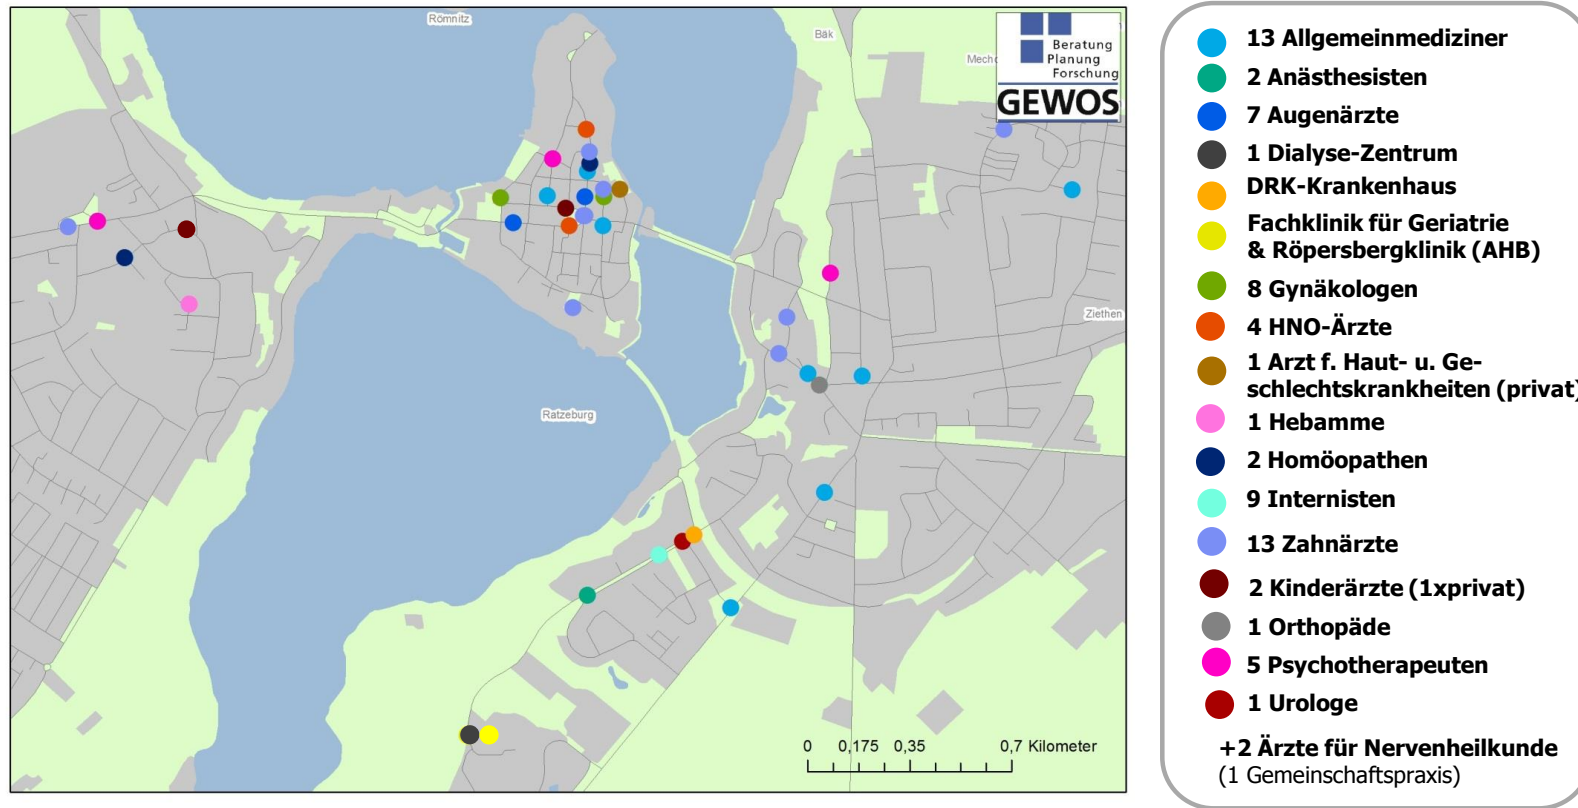 Römnitz
Bäk
Beratung
Planung
Forschung
GEWOS
Ziethen
Ratzeburg
0 0,175 0,35 0,7 Kilometer
13 Allgemeinmediziner
2 Anästhesisten
7 Augenärzte
1 Dialyse-Zentrum
DRK-Krankenhaus
Fachklinik für Geriatrie
& Röpersbergklinik (AHB)
8 Gynäkologen
4 HNO-Ärzte
1 Arzt f. Haut- u. Ge-
schlechtskrankheiten (privat)
1 Hebamme
2 Homöopathen
9 Internisten
13 Zahnärzte
2 Kinderärzte (1xprivat)
1 Orthopäde
5 Psychotherapeuten
1 Urologe
+2 Ärzte für Nervenheilkunde
(1 Gemeinschaftspraxis)